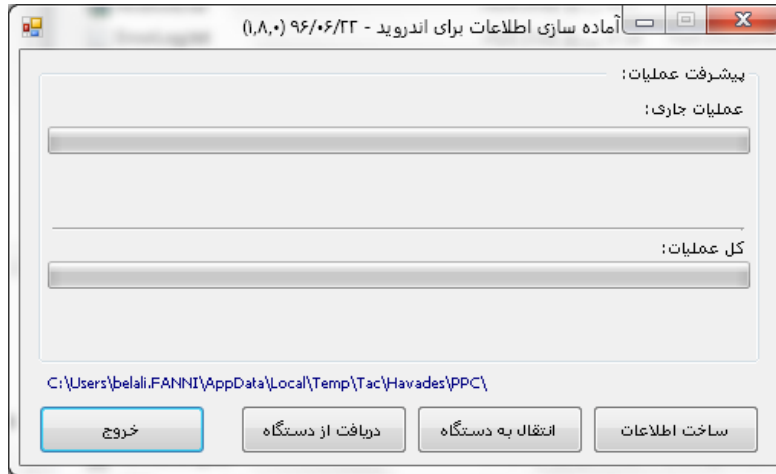 آماده سازی اطلاعات برای اندروید - ۹۶/۰۶/۲۲ (۱,۸,۰)
پیشرفت عملیات:
عملیات جاری:
کل عملیات:
C:\Users\belali.FANNI\AppData\Local\Temp\Tac\Havades\PPC\
ساخت اطلاعات
انتقال به دستگاه
دریافت از دستگاه
خروج